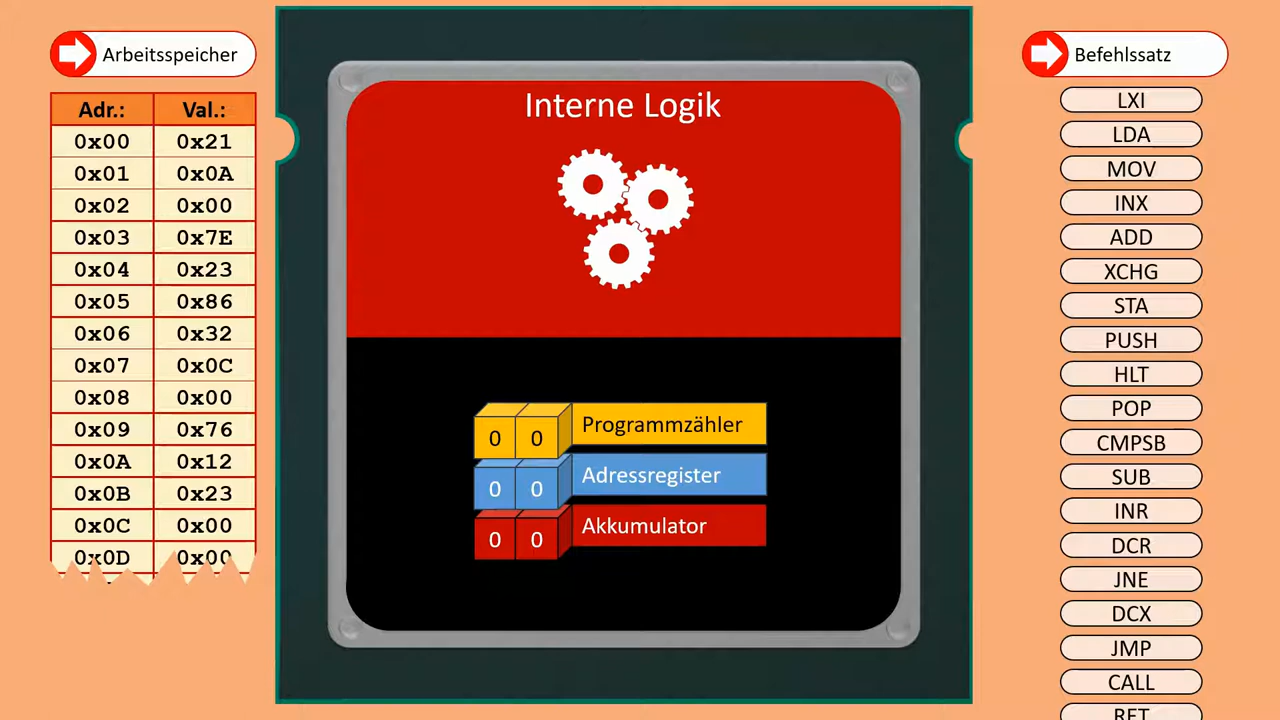 Arbeitsspeicher
Adr.: Val.:
0x00 0x21
0x01 0x0A
0x02 0x00
0x03 0x7E
0x04 0x23
0x05 0x86
0x06 0x32
0x07 0x0C
0x08 0x00
0x09 0x76
0x0A 0x12
0x0B 0x23
0x0C 0x00
0x0D 0x00
Interne Logik
0 0 Programmzähler
0 0 Adressregister
0 0 Akkumulator
Befehlssatz
LXI
LDA
MOV
INX
ADD
XCHG
STA
PUSH
HLT
POP
CMPSB
SUB
INR
DCR
JNE
DCX
JMP
CALL
RET